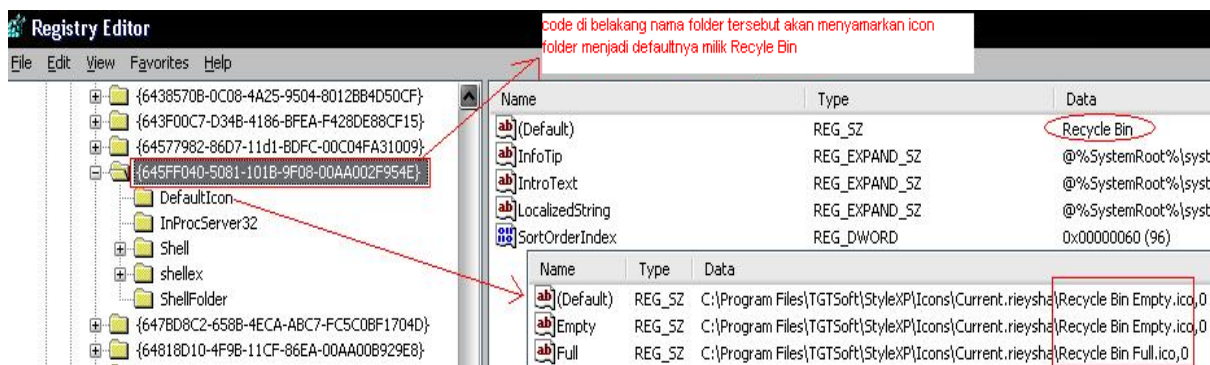 Registry Editor
code di belakang nama folder tersebut akan menyamarkan icon
folder menjadi defaultnya milik Recyle Bin
File Edit View Favorites Help
{6438570B-0C08-4A25-9504-8012BB4D50CF}
{643F00C7-D34B-4186-BFEA-F428DE88CF15}
{64577982-86D7-11d1-BDFC-00C04FA31009}
{645FF040-5081-101B-9F08-00AA002F954E}
DefaultIcon
InProcServer32
Shell
shellex
ShellFolder
{647BD8C2-658B-4ECA-ABC7-FC5C0BF1704D}
{64818D10-4F9B-11CF-86EA-00AA00B929E8}
Name Type Data
(Default) REG_SZ Recycle Bin
InfoTip REG_EXPAND_SZ @%SystemRoot%\syst
IntroText REG_EXPAND_SZ @%SystemRoot%\syst
LocalizedString REG_EXPAND_SZ @%SystemRoot%\syst
SortOrderIndex REG_DWORD 0x00000060 (96)
Name Type Data
(Default) REG_SZ C:\Program Files\TGTSoft\StyleXP\Icons\Current.rieysha\Recycle Bin Empty.ico,0
Empty REG_SZ C:\Program Files\TGTSoft\StyleXP\Icons\Current.rieysha\Recycle Bin Empty.ico,0
Full REG_SZ C:\Program Files\TGTSoft\StyleXP\Icons\Current.rieysha\Recycle Bin Full.ico,0